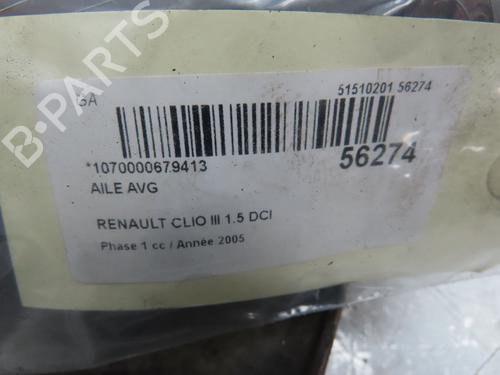 B-PARTS
GA
51510201 56274
*1070000679413
56274
AILE AVG
RENAULT CLIO III 1.5 DCI
Phase 1 cc / Année 2005